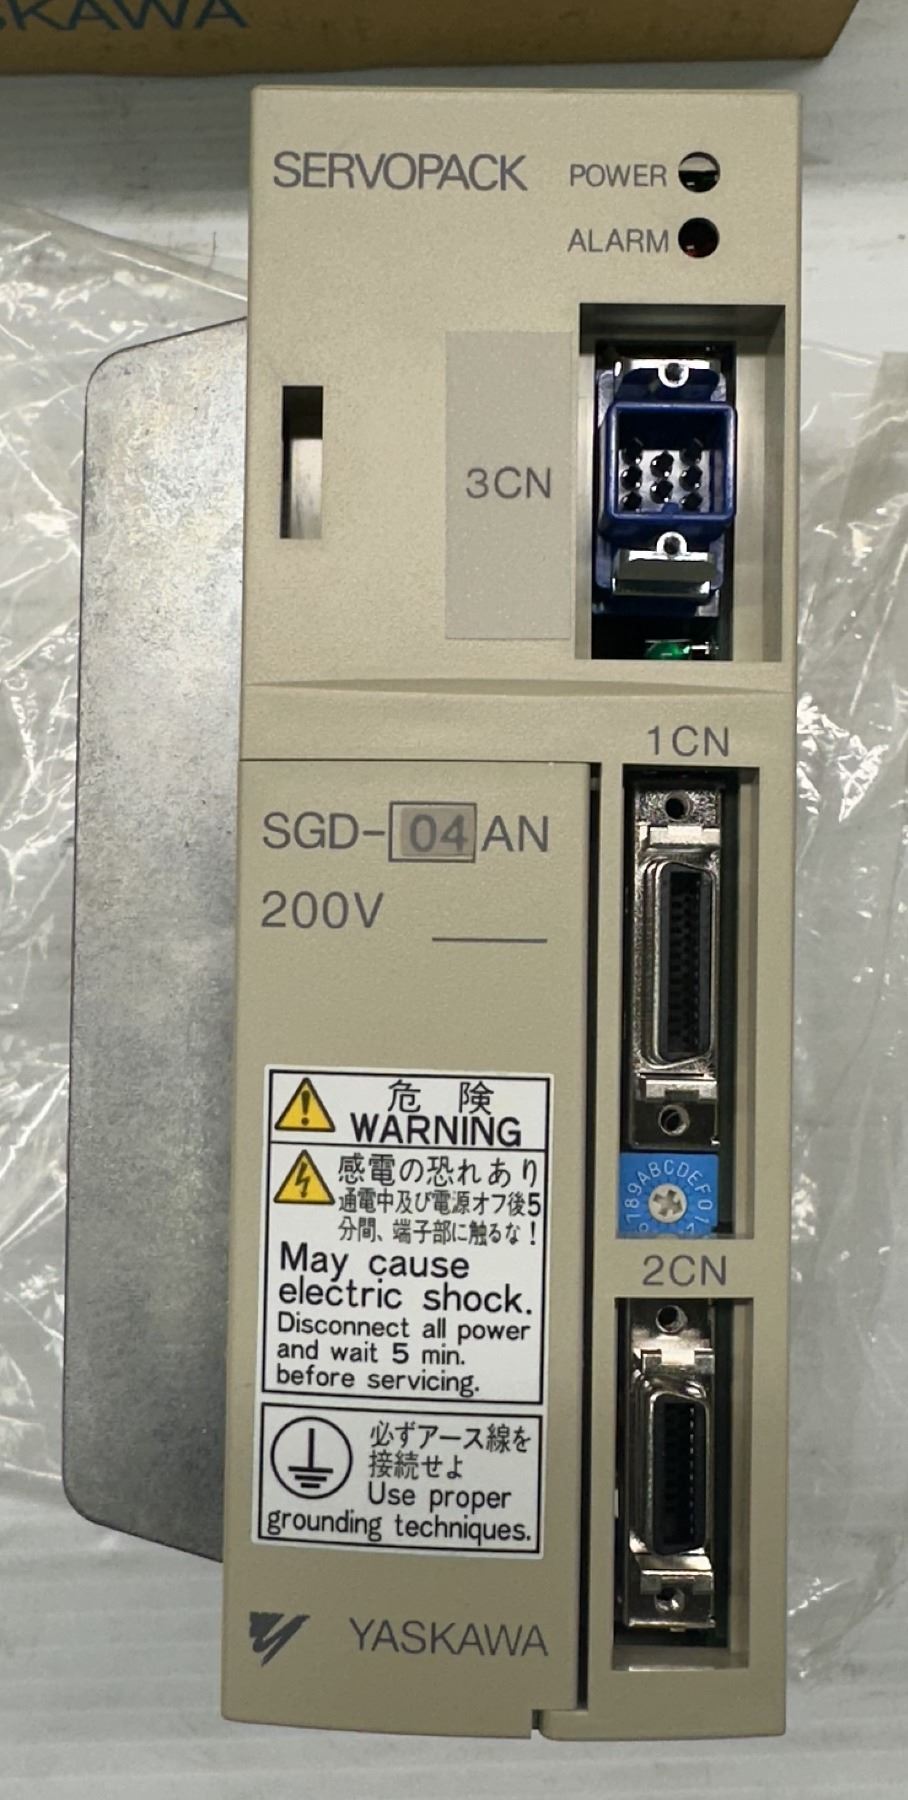 SKAWA
SERVOPACK
POWER
ALARM
3CN
1CN
SGD-04AN
200V
危 険
WARNING
感電の恐れあり
通電中及び電源オフ後5
分間、端子部に触るな!
May cause
electric shock.
Disconnect all power
and wait 5 min.
before servicing.
789ABCDEF01
2CN
必ずアース線を
接続せよ
Use proper
grounding techniques.
YASKAWA